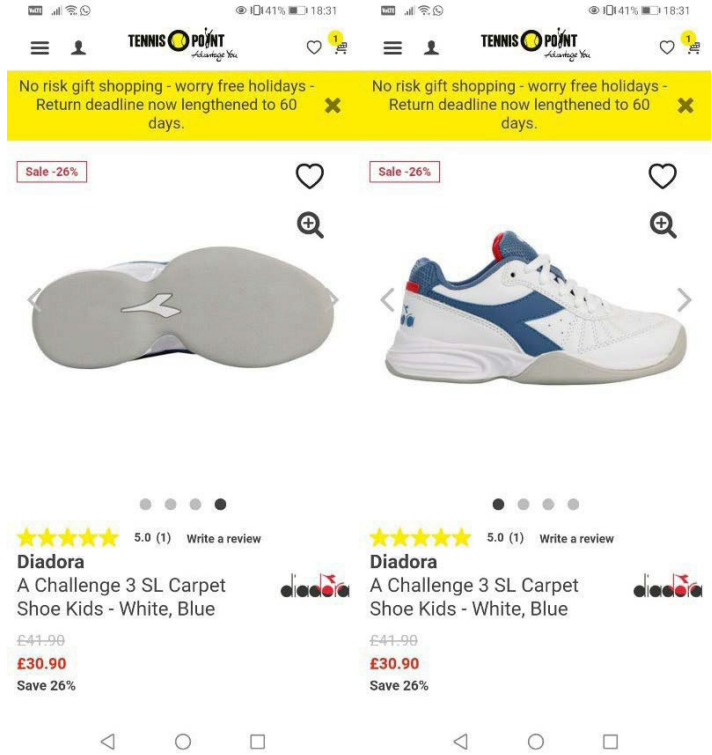 VoLTE 41% 18:31
TENNIS POINT
Advantage You
1
No risk gift shopping - worry free holidays -
Return deadline now lengthened to 60
days.
Sale -26%
5.0 (1) Write a review
Diadora
A Challenge 3 SL Carpet
Shoe Kids - White, Blue
diadora
£41.90
£30.90
Save 26%
VoLTE 41% 18:31
TENNIS POINT
Advantage You
1
No risk gift shopping - worry free holidays -
Return deadline now lengthened to 60
days.
Sale -26%
5.0 (1) Write a review
Diadora
A Challenge 3 SL Carpet
Shoe Kids - White, Blue
diadora
£41.90
£30.90
Save 26%